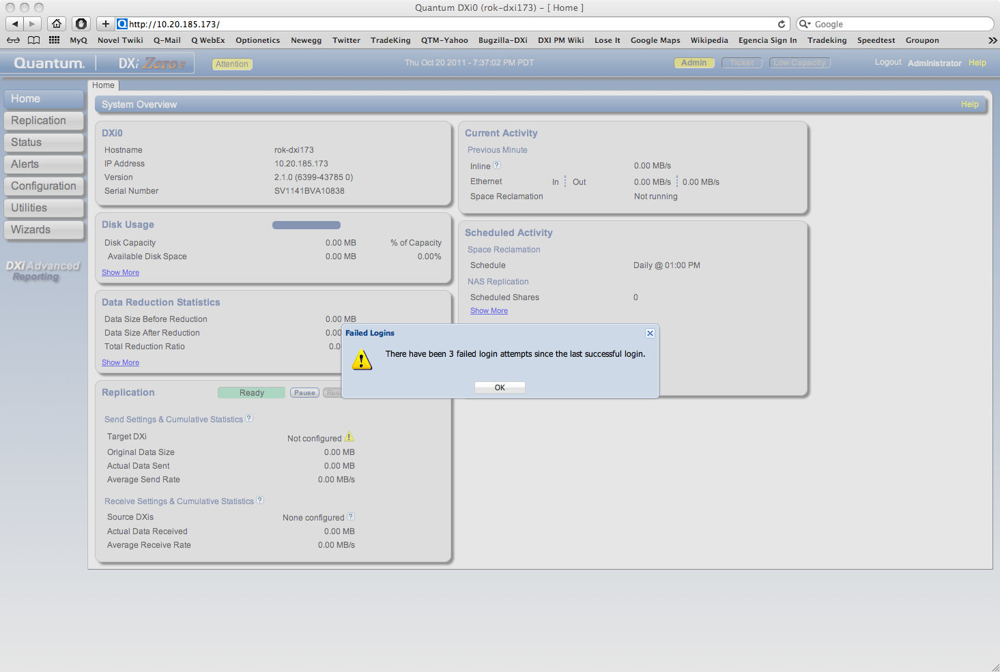 Quantum DXi0 (rok-dxi173) – [ Home ]
http://10.20.185.173/
Google
MyQ Novel Twiki Q-Mail Q WebEx Optionetics Newegg Twitter TradeKing QTM-Yahoo Bugzilla-DXi DXI PM Wiki Lose It Google Maps Wikipedia Egencia Sign In Tradeking Speedtest Groupon
Quantum. DXi Zero
Attention
Thu Oct 20 2011 - 7:37:02 PM PDT
Admin Ticket Low Capacity
Logout Administrator Help
Home
Home
Replication
Status
Alerts
Configuration
Utilities
Wizards
DXi Advanced
Reporting
System Overview Help
DXi0
Hostname rok-dxi173
IP Address 10.20.185.173
Version 2.1.0 (6399-43785 0)
Serial Number SV1141BVA10838
Disk Usage
Disk Capacity 0.00 MB % of Capacity
Available Disk Space 0.00 MB 0.00%
Show More
Data Reduction Statistics
Data Size Before Reduction 0.00 MB
Data Size After Reduction 0.00
Total Reduction Ratio 0.0
Show More
Replication Ready Pause
Send Settings & Cumulative Statistics ?
Target DXi Not configured
Original Data Size 0.00 MB
Actual Data Sent 0.00 MB
Average Send Rate 0.00 MB/s
Receive Settings & Cumulative Statistics ?
Source DXis None configured ?
Actual Data Received 0.00 MB
Average Receive Rate 0.00 MB/s
Current Activity
Previous Minute
Inline ? 0.00 MB/s
Ethernet In Out 0.00 MB/s 0.00 MB/s
Space Reclamation Not running
Scheduled Activity
Space Reclamation
Schedule Daily @ 01:00 PM
NAS Replication
Scheduled Shares 0
Show More
Failed Logins
There have been 3 failed login attempts since the last successful login.
OK